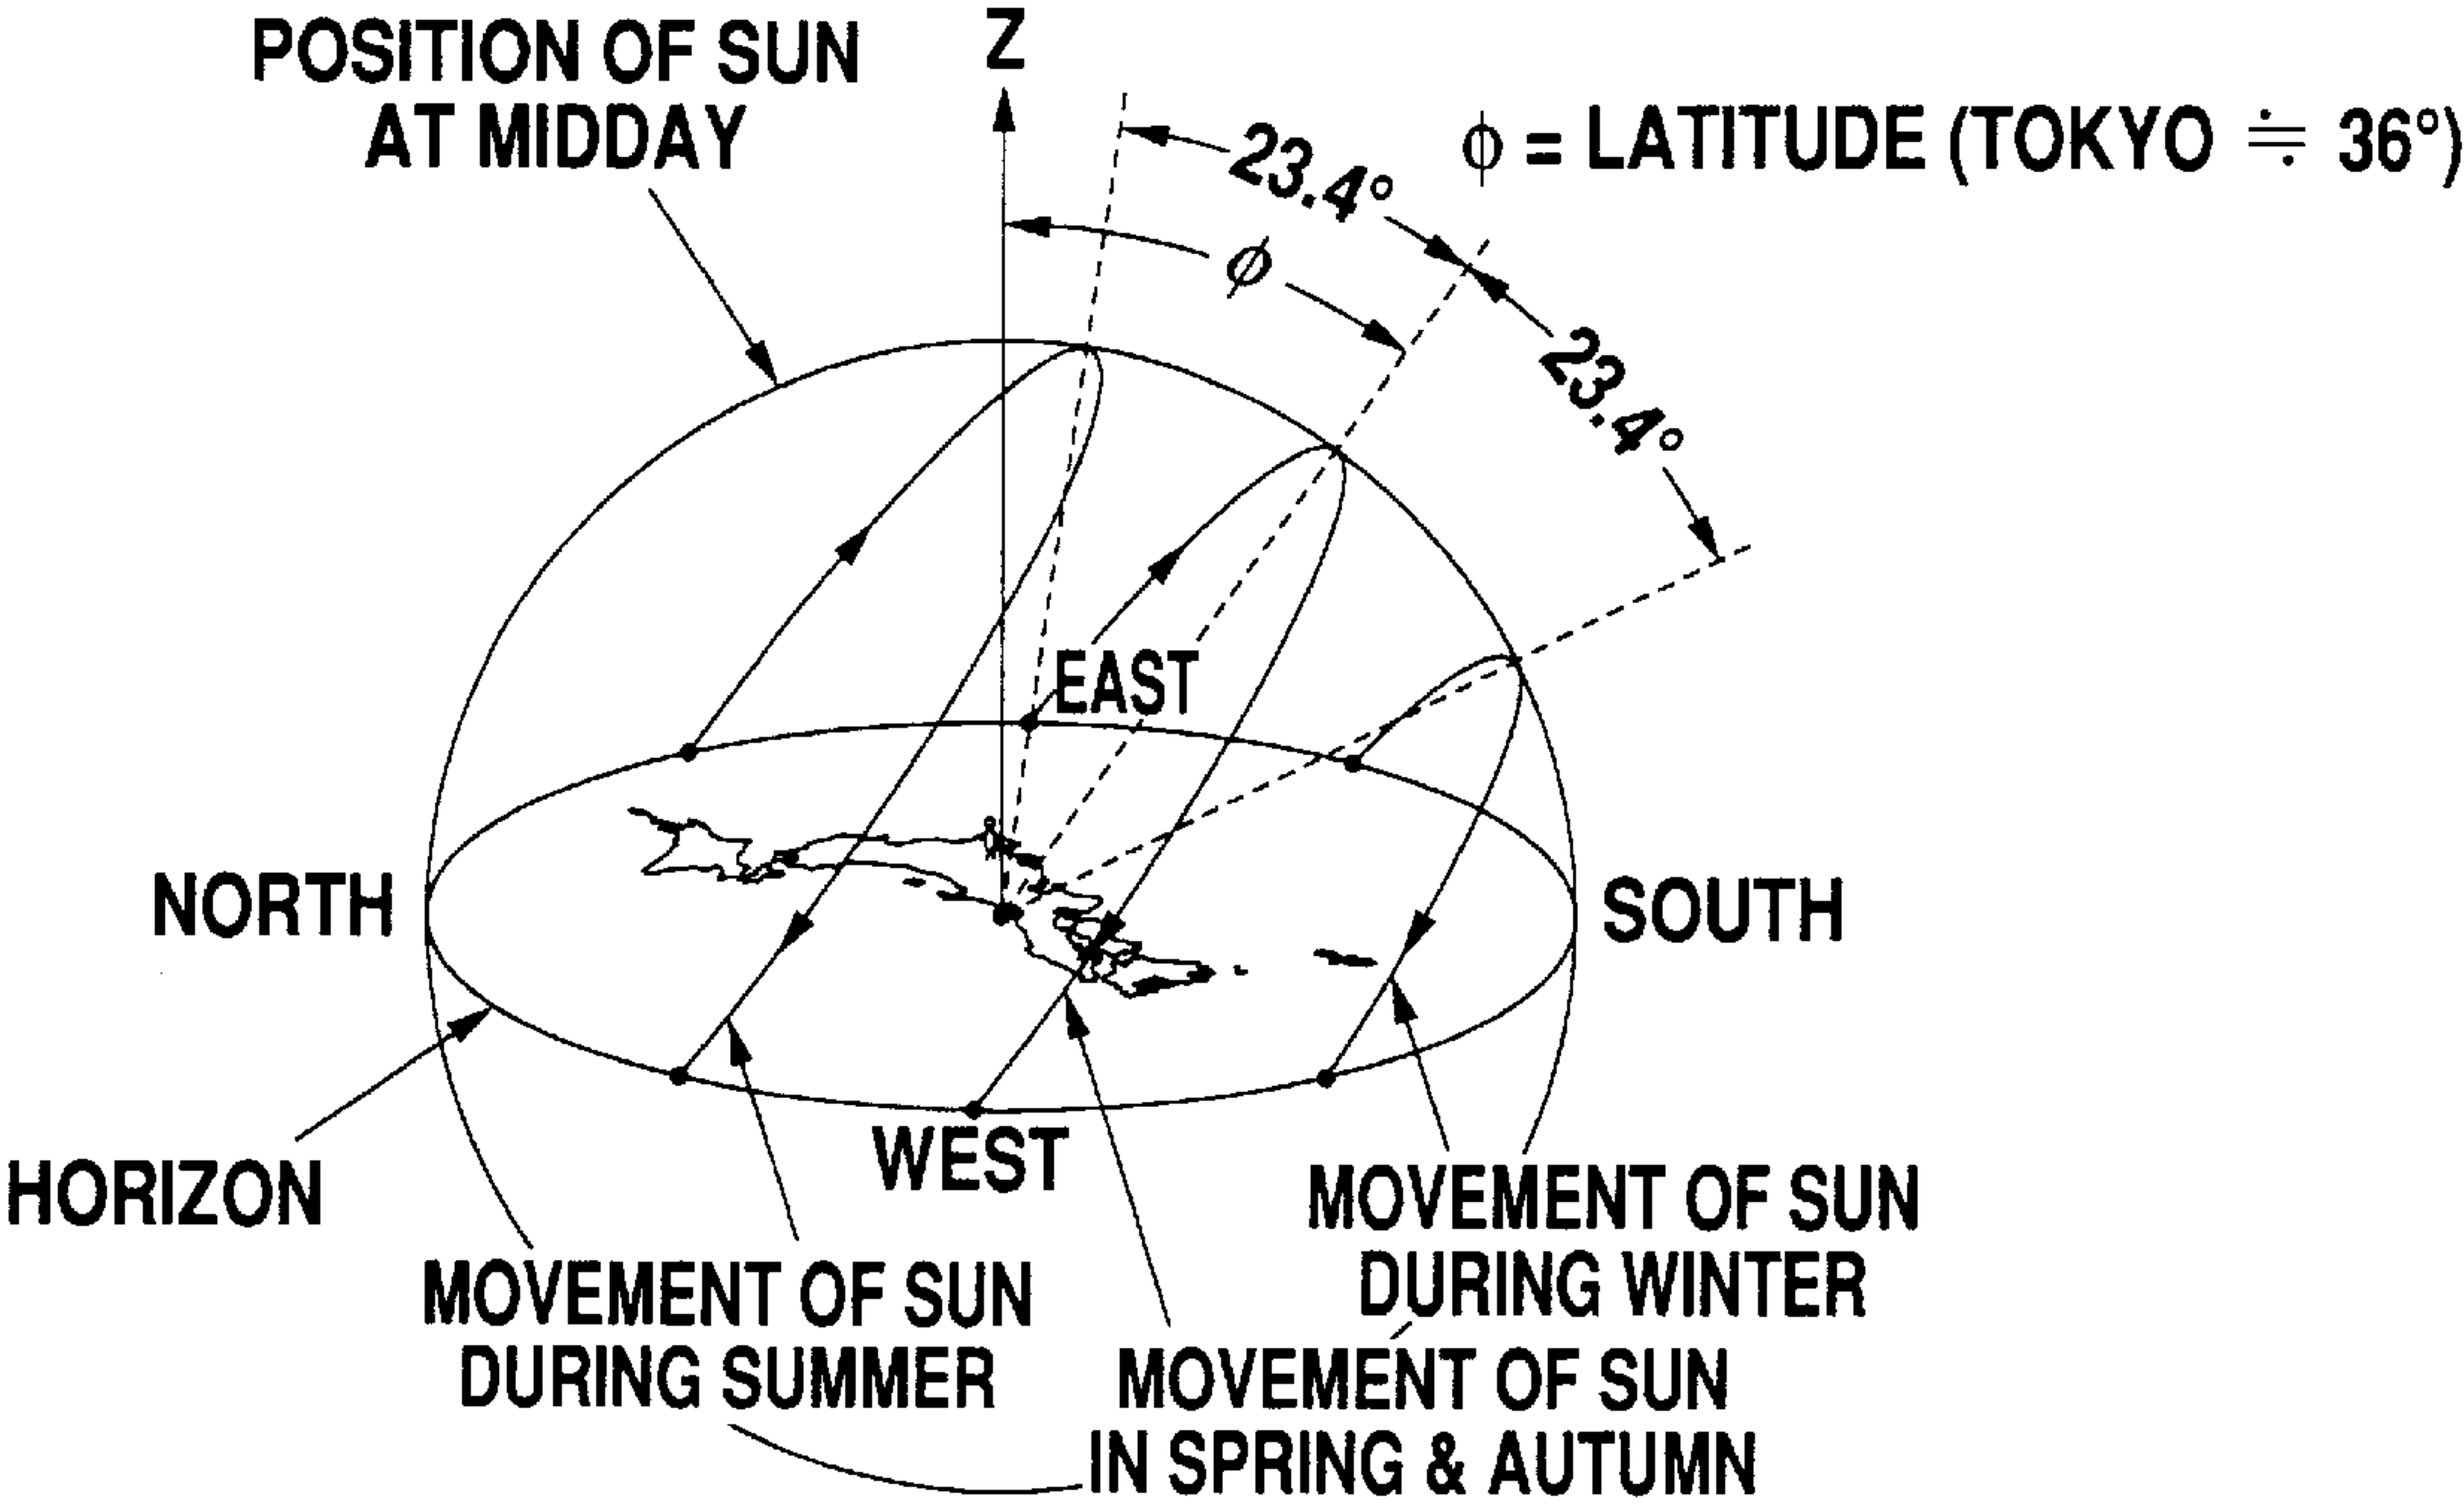 POSITION OF SUN
AT MIDDAY
Z
23.4°
ϕ = LATITUDE (TOKYO ≒ 36°)
ϕ
23.4°
EAST
NORTH
SOUTH
WEST
HORIZON
MOVEMENT OF SUN
DURING WINTER
MOVEMENT OF SUN
DURING SUMMER
MOVEMENT OF SUN
IN SPRING & AUTUMN